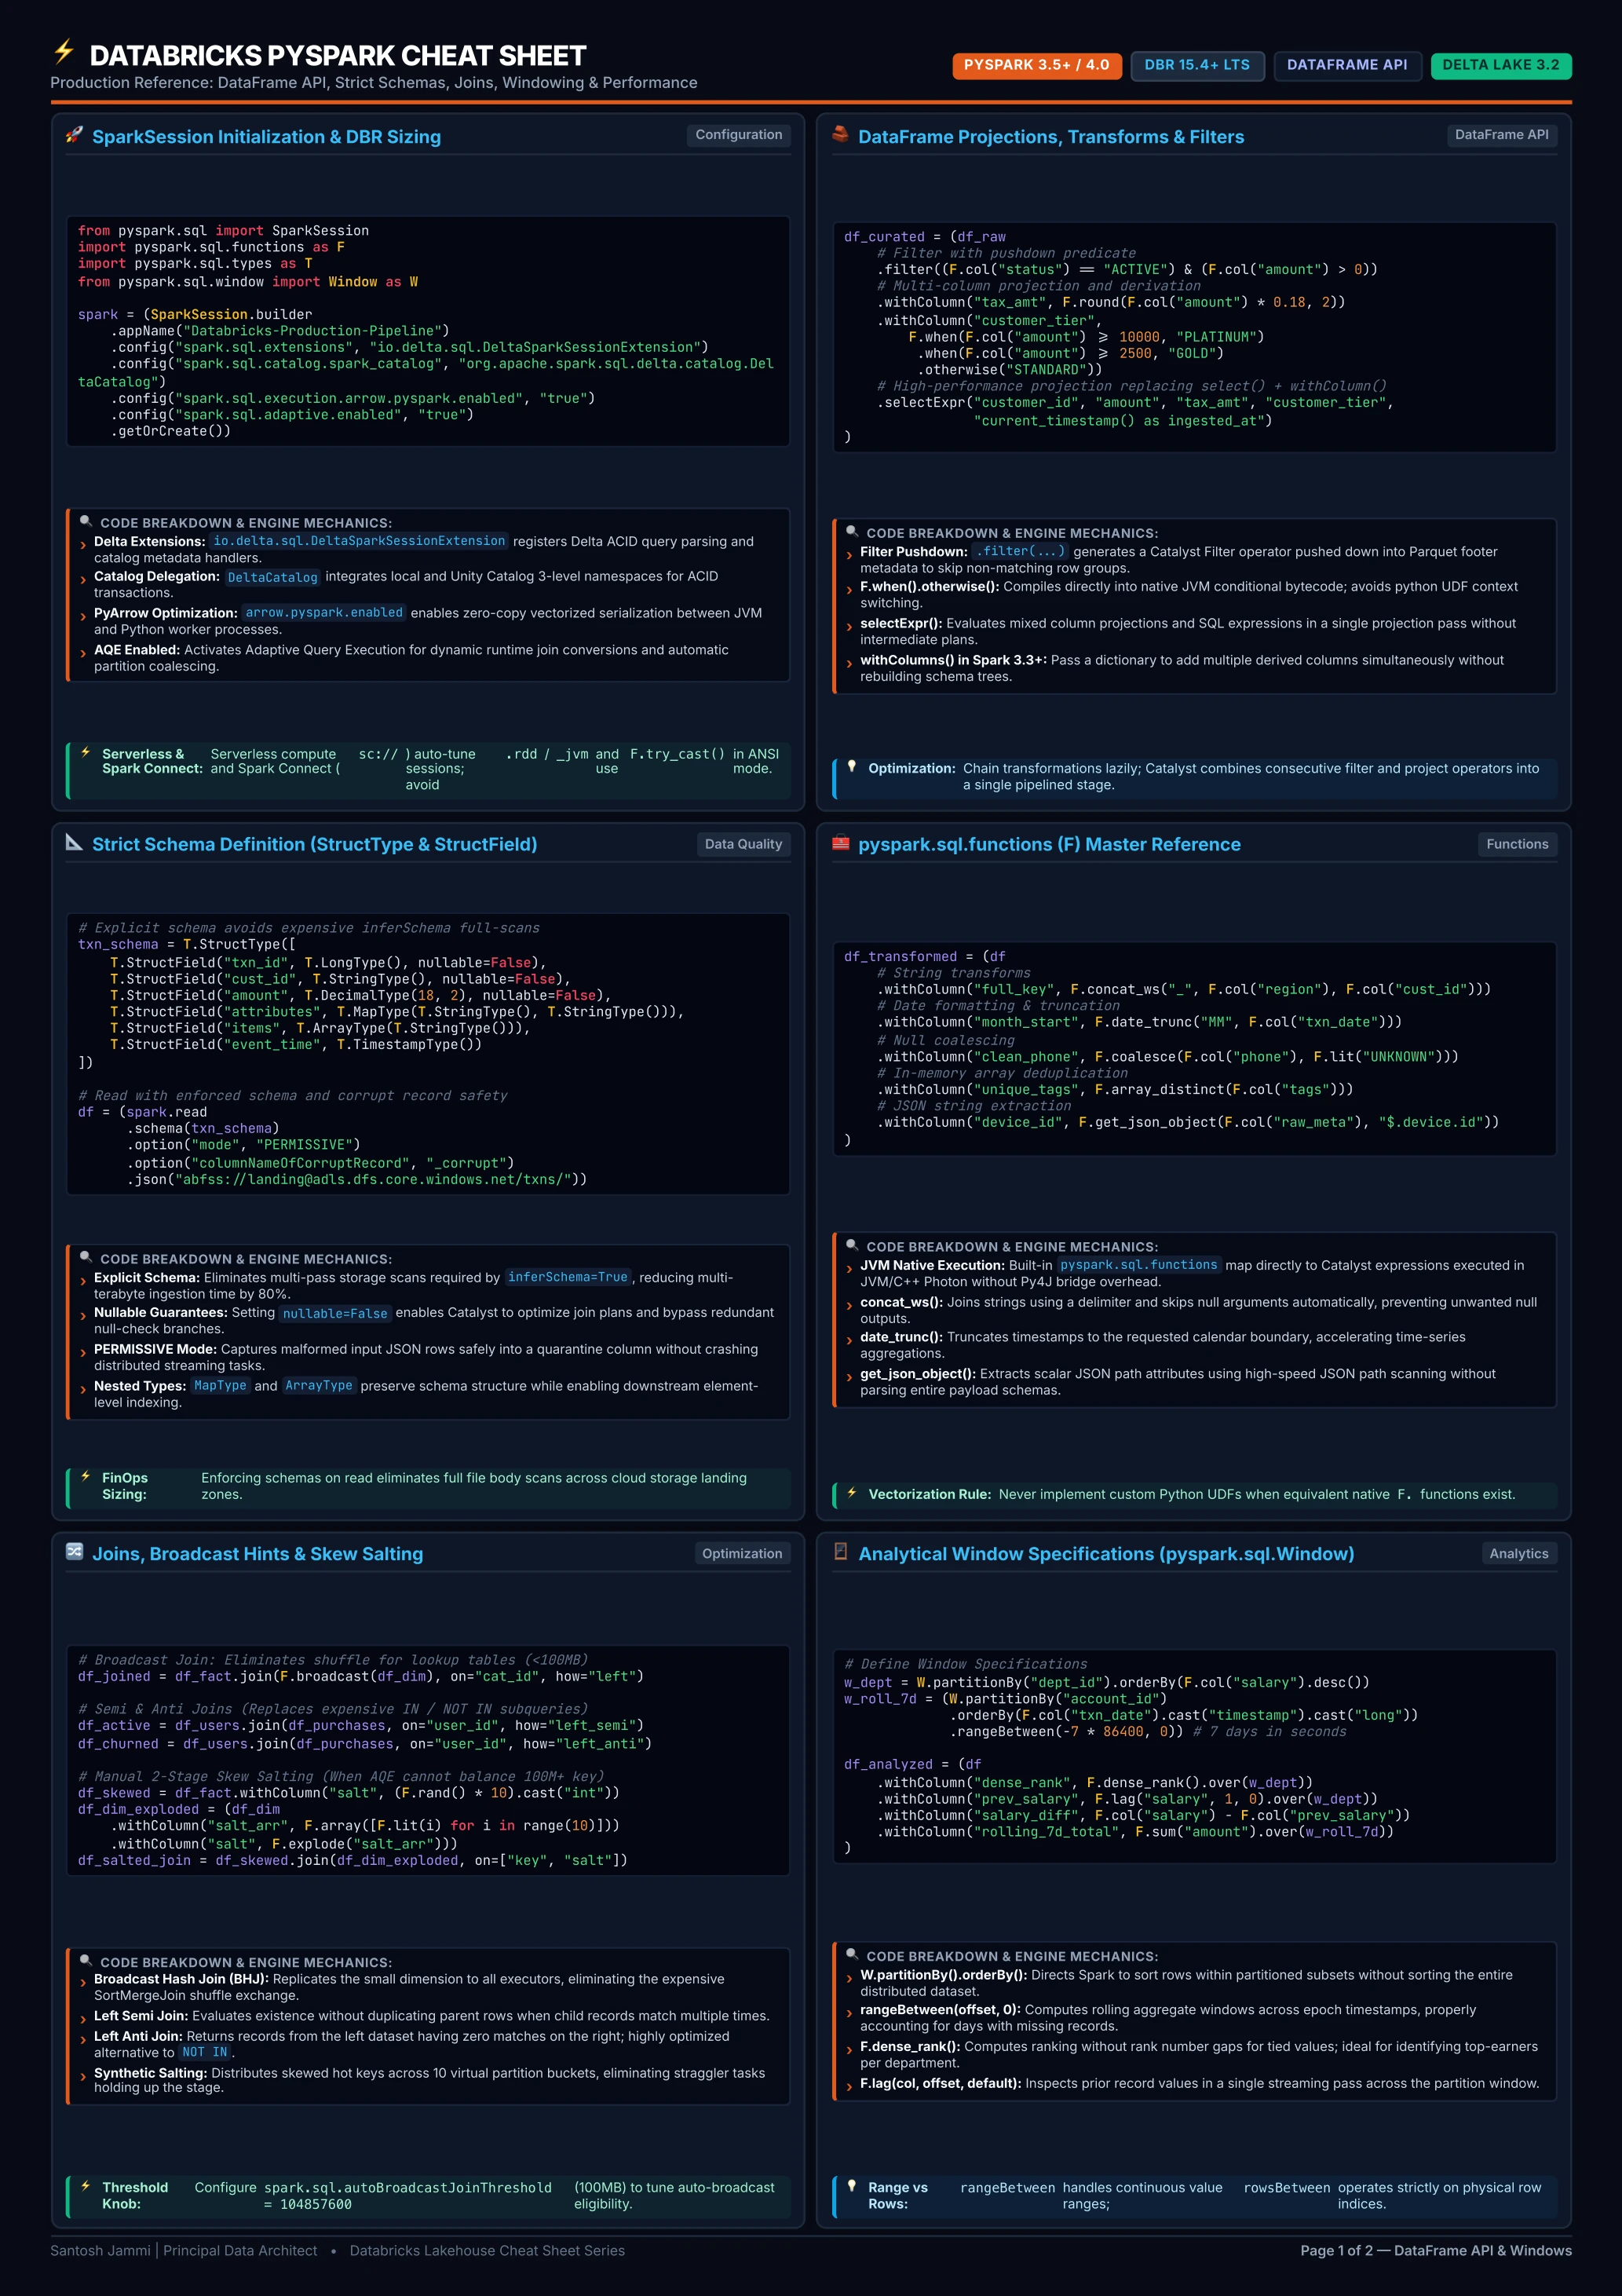 ⚡ DATABRICKS PYSPARK CHEAT SHEET
Production Reference: DataFrame API, Strict Schemas, Joins, Windowing & Performance
PYSPARK 3.5+ / 4.0
DBR 15.4+ LTS
DATAFRAME API
DELTA LAKE 3.2
🚀 SparkSession Initialization & DBR Sizing
Configuration
from pyspark.sql import SparkSession
import pyspark.sql.functions as F
import pyspark.sql.types as T
from pyspark.sql.window import Window as W
spark = (SparkSession.builder
    .appName("Databricks-Production-Pipeline")
    .config("spark.sql.extensions", "io.delta.sql.DeltaSparkSessionExtension")
    .config("spark.sql.catalog.spark_catalog", "org.apache.spark.sql.delta.catalog.Del
taCatalog")
    .config("spark.sql.execution.arrow.pyspark.enabled", "true")
    .config("spark.sql.adaptive.enabled", "true")
    .getOrCreate())
🔍 CODE BREAKDOWN & ENGINE MECHANICS:
› Delta Extensions: io.delta.sql.DeltaSparkSessionExtension registers Delta ACID query parsing and
catalog metadata handlers.
› Catalog Delegation: DeltaCatalog integrates local and Unity Catalog 3-level namespaces for ACID
transactions.
› PyArrow Optimization: arrow.pyspark.enabled enables zero-copy vectorized serialization between JVM
and Python worker processes.
› AQE Enabled: Activates Adaptive Query Execution for dynamic runtime join conversions and automatic
partition coalescing.
⚡ Serverless & Spark Connect: Serverless compute and Spark Connect ( sc:// ) auto-tune sessions; avoid .rdd / _jvm and use F.try_cast() in ANSI mode.
DataFrame Projections, Transforms & Filters
DataFrame API
df_curated = (df_raw
    # Filter with pushdown predicate
    .filter((F.col("status") == "ACTIVE") & (F.col("amount") > 0))
    # Multi-column projection and derivation
    .withColumn("tax_amt", F.round(F.col("amount") * 0.18, 2))
    .withColumn("customer_tier",
        F.when(F.col("amount") >= 10000, "PLATINUM")
         .when(F.col("amount") >= 2500, "GOLD")
         .otherwise("STANDARD"))
    # High-performance projection replacing select() + withColumn()
    .selectExpr("customer_id", "amount", "tax_amt", "customer_tier",
                "current_timestamp() as ingested_at")
)
🔍 CODE BREAKDOWN & ENGINE MECHANICS:
› Filter Pushdown: .filter(...) generates a Catalyst Filter operator pushed down into Parquet footer
metadata to skip non-matching row groups.
› F.when().otherwise(): Compiles directly into native JVM conditional bytecode; avoids python UDF context
switching.
› selectExpr(): Evaluates mixed column projections and SQL expressions in a single projection pass without
intermediate plans.
› withColumns() in Spark 3.3+: Pass a dictionary to add multiple derived columns simultaneously without
rebuilding schema trees.
💡 Optimization: Chain transformations lazily; Catalyst combines consecutive filter and project operators into
a single pipelined stage.
📐 Strict Schema Definition (StructType & StructField)
Data Quality
# Explicit schema avoids expensive inferSchema full-scans
txn_schema = T.StructType([
    T.StructField("txn_id", T.LongType(), nullable=False),
    T.StructField("cust_id", T.StringType(), nullable=False),
    T.StructField("amount", T.DecimalType(18, 2), nullable=False),
    T.StructField("attributes", T.MapType(T.StringType(), T.StringType())),
    T.StructField("items", T.ArrayType(T.StringType())),
    T.StructField("event_time", T.TimestampType())
])
# Read with enforced schema and corrupt record safety
df = (spark.read
      .schema(txn_schema)
      .option("mode", "PERMISSIVE")
      .option("columnNameOfCorruptRecord", "_corrupt")
      .json("abfss://landing@adls.dfs.core.windows.net/txns/"))
🔍 CODE BREAKDOWN & ENGINE MECHANICS:
› Explicit Schema: Eliminates multi-pass storage scans required by inferSchema=True, reducing multi-
terabyte ingestion time by 80%.
› Nullable Guarantees: Setting nullable=False enables Catalyst to optimize join plans and bypass redundant
null-check branches.
› PERMISSIVE Mode: Captures malformed input JSON rows safely into a quarantine column without crashing
distributed streaming tasks.
› Nested Types: MapType and ArrayType preserve schema structure while enabling downstream element-
level indexing.
⚡ FinOps Sizing: Enforcing schemas on read eliminates full file body scans across cloud storage landing
zones.
🧰 pyspark.sql.functions (F) Master Reference
Functions
df_transformed = (df
    # String transforms
    .withColumn("full_key", F.concat_ws("_", F.col("region"), F.col("cust_id")))
    # Date formatting & truncation
    .withColumn("month_start", F.date_trunc("MM", F.col("txn_date")))
    # Null coalescing
    .withColumn("clean_phone", F.coalesce(F.col("phone"), F.lit("UNKNOWN")))
    # In-memory array deduplication
    .withColumn("unique_tags", F.array_distinct(F.col("tags")))
    # JSON string extraction
    .withColumn("device_id", F.get_json_object(F.col("raw_meta"), "$.device.id"))
)
🔍 CODE BREAKDOWN & ENGINE MECHANICS:
› JVM Native Execution: Built-in pyspark.sql.functions map directly to Catalyst expressions executed in
JVM/C++ Photon without Py4J bridge overhead.
› concat_ws(): Joins strings using a delimiter and skips null arguments automatically, preventing unwanted null
outputs.
› date_trunc(): Truncates timestamps to the requested calendar boundary, accelerating time-series
aggregations.
› get_json_object(): Extracts scalar JSON path attributes using high-speed JSON path scanning without
parsing entire payload schemas.
⚡ Vectorization Rule: Never implement custom Python UDFs when equivalent native F. functions exist.
🔀 Joins, Broadcast Hints & Skew Salting
Optimization
# Broadcast Join: Eliminates shuffle for lookup tables (<100MB)
df_joined = df_fact.join(F.broadcast(df_dim), on="cat_id", how="left")
# Semi & Anti Joins (Replaces expensive IN / NOT IN subqueries)
df_active = df_users.join(df_purchases, on="user_id", how="left_semi")
df_churned = df_users.join(df_purchases, on="user_id", how="left_anti")
# Manual 2-Stage Skew Salting (When AQE cannot balance 100M+ key)
df_skewed = df_fact.withColumn("salt", (F.rand() * 10).cast("int"))
df_dim_exploded = (df_dim
    .withColumn("salt_arr", F.array([F.lit(i) for i in range(10)]))
    .withColumn("salt", F.explode("salt_arr")))
df_salted_join = df_skewed.join(df_dim_exploded, on=["key", "salt"])
🔍 CODE BREAKDOWN & ENGINE MECHANICS:
› Broadcast Hash Join (BHJ): Replicates the small dimension to all executors, eliminating the expensive
SortMergeJoin shuffle exchange.
› Left Semi Join: Evaluates existence without duplicating parent rows when child records match multiple times.
› Left Anti Join: Returns records from the left dataset having zero matches on the right; highly optimized
alternative to NOT IN.
› Synthetic Salting: Distributes skewed hot keys across 10 virtual partition buckets, eliminating straggler tasks
holding up the stage.
⚡ Threshold Knob: Configure spark.sql.autoBroadcastJoinThreshold = 104857600 (100MB) to tune auto-broadcast eligibility.
Analytical Window Specifications (pyspark.sql.Window)
Analytics
# Define Window Specifications
w_dept = W.partitionBy("dept_id").orderBy(F.col("salary").desc())
w_roll_7d = (W.partitionBy("account_id")
             .orderBy(F.col("txn_date").cast("timestamp").cast("long"))
             .rangeBetween(-7 * 86400, 0)) # 7 days in seconds
df_analyzed = (df
    .withColumn("dense_rank", F.dense_rank().over(w_dept))
    .withColumn("prev_salary", F.lag("salary", 1, 0).over(w_dept))
    .withColumn("salary_diff", F.col("salary") - F.col("prev_salary"))
    .withColumn("rolling_7d_total", F.sum("amount").over(w_roll_7d))
)
🔍 CODE BREAKDOWN & ENGINE MECHANICS:
› W.partitionBy().orderBy(): Directs Spark to sort rows within partitioned subsets without sorting the entire
distributed dataset.
› rangeBetween(offset, 0): Computes rolling aggregate windows across epoch timestamps, properly
accounting for days with missing records.
› F.dense_rank(): Computes ranking without rank number gaps for tied values; ideal for identifying top-earners
per department.
› F.lag(col, offset, default): Inspects prior record values in a single streaming pass across the partition window.
💡 Range vs Rows: rangeBetween handles continuous value ranges; rowsBetween operates strictly on physical row indices.
Santosh Jammi | Principal Data Architect • Databricks Lakehouse Cheat Sheet Series
Page 1 of 2 — DataFrame API & Windows